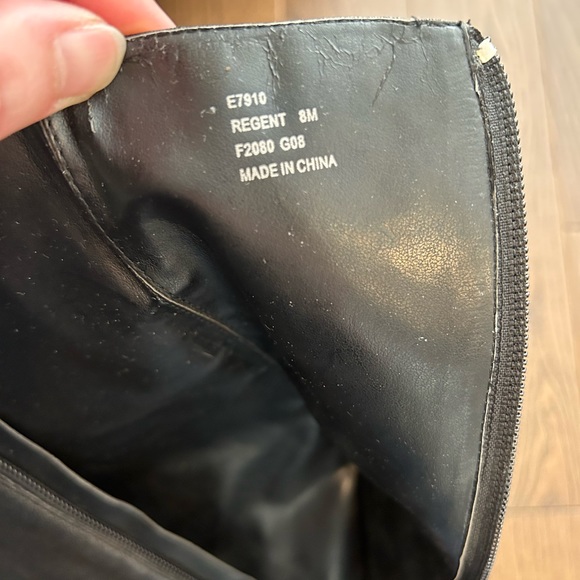 E7910
REGENT 8M
F2080 G08
MADE IN CHINA